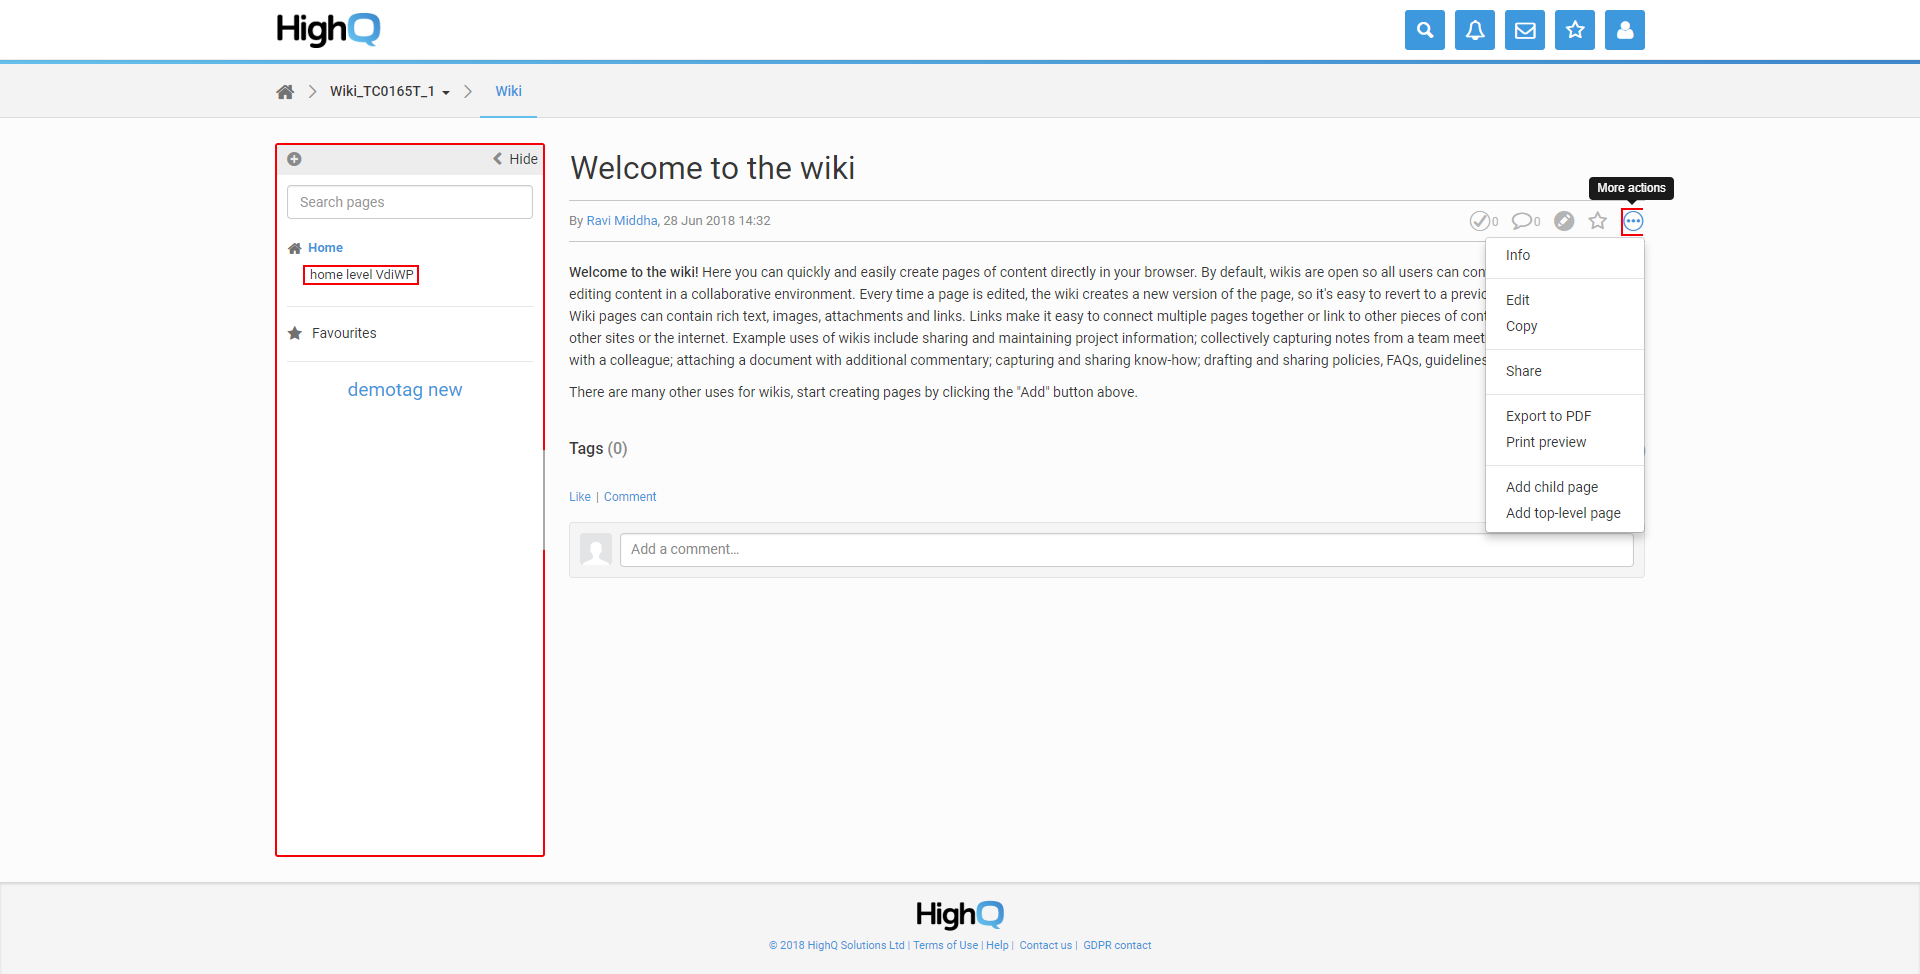 HighQ
Wiki_TC0165T_1
Wiki
Hide
Search pages
Home
home level VdiWP
Favourites
demotag new
Welcome to the wiki
More actions
By Ravi Middha, 28 Jun 2018 14:32
0
0
Welcome to the wiki! Here you can quickly and easily create pages of content directly in your browser. By default, wikis are open so all users can con
editing content in a collaborative environment. Every time a page is edited, the wiki creates a new version of the page, so it's easy to revert to a previc
Wiki pages can contain rich text, images, attachments and links. Links make it easy to connect multiple pages together or link to other pieces of cont
other sites or the internet. Example uses of wikis include sharing and maintaining project information; collectively capturing notes from a team meet
with a colleague; attaching a document with additional commentary; capturing and sharing know-how; drafting and sharing policies, FAQs, guidelines
There are many other uses for wikis, start creating pages by clicking the "Add" button above.
Info
Edit
Copy
Share
Export to PDF
Print preview
Add child page
Add top-level page
Tags (0)
Like | Comment
Add a comment...
HighQ
© 2018 HighQ Solutions Ltd | Terms of Use | Help | Contact us | GDPR contact